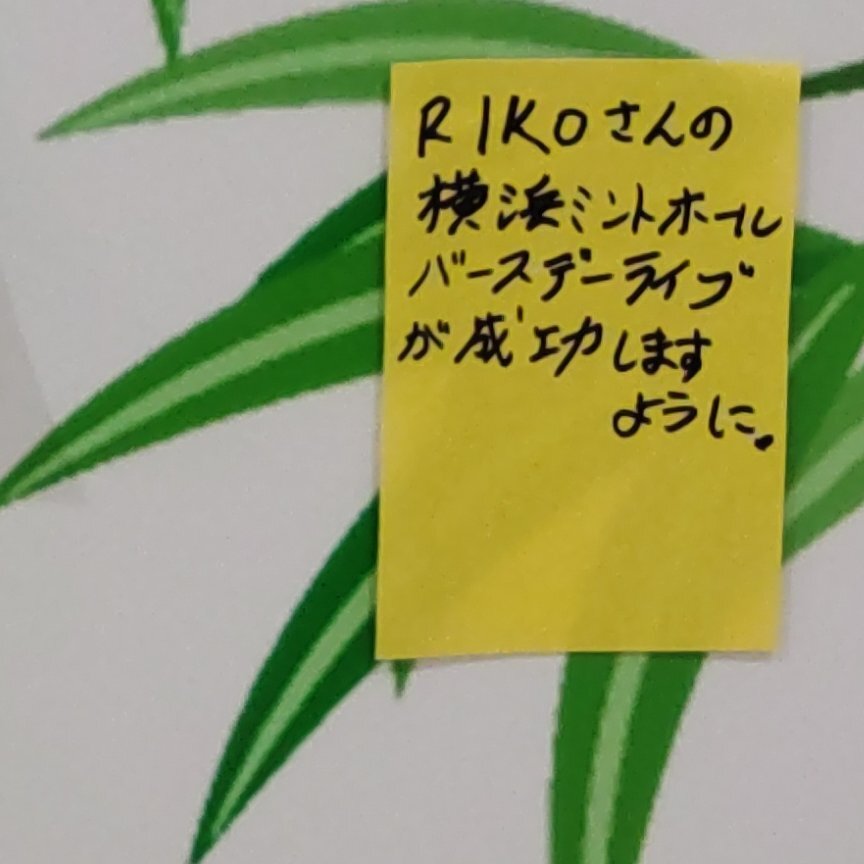 RIKOさんの
横浜ミントホール
バースデーライブ
が成功します
ように。